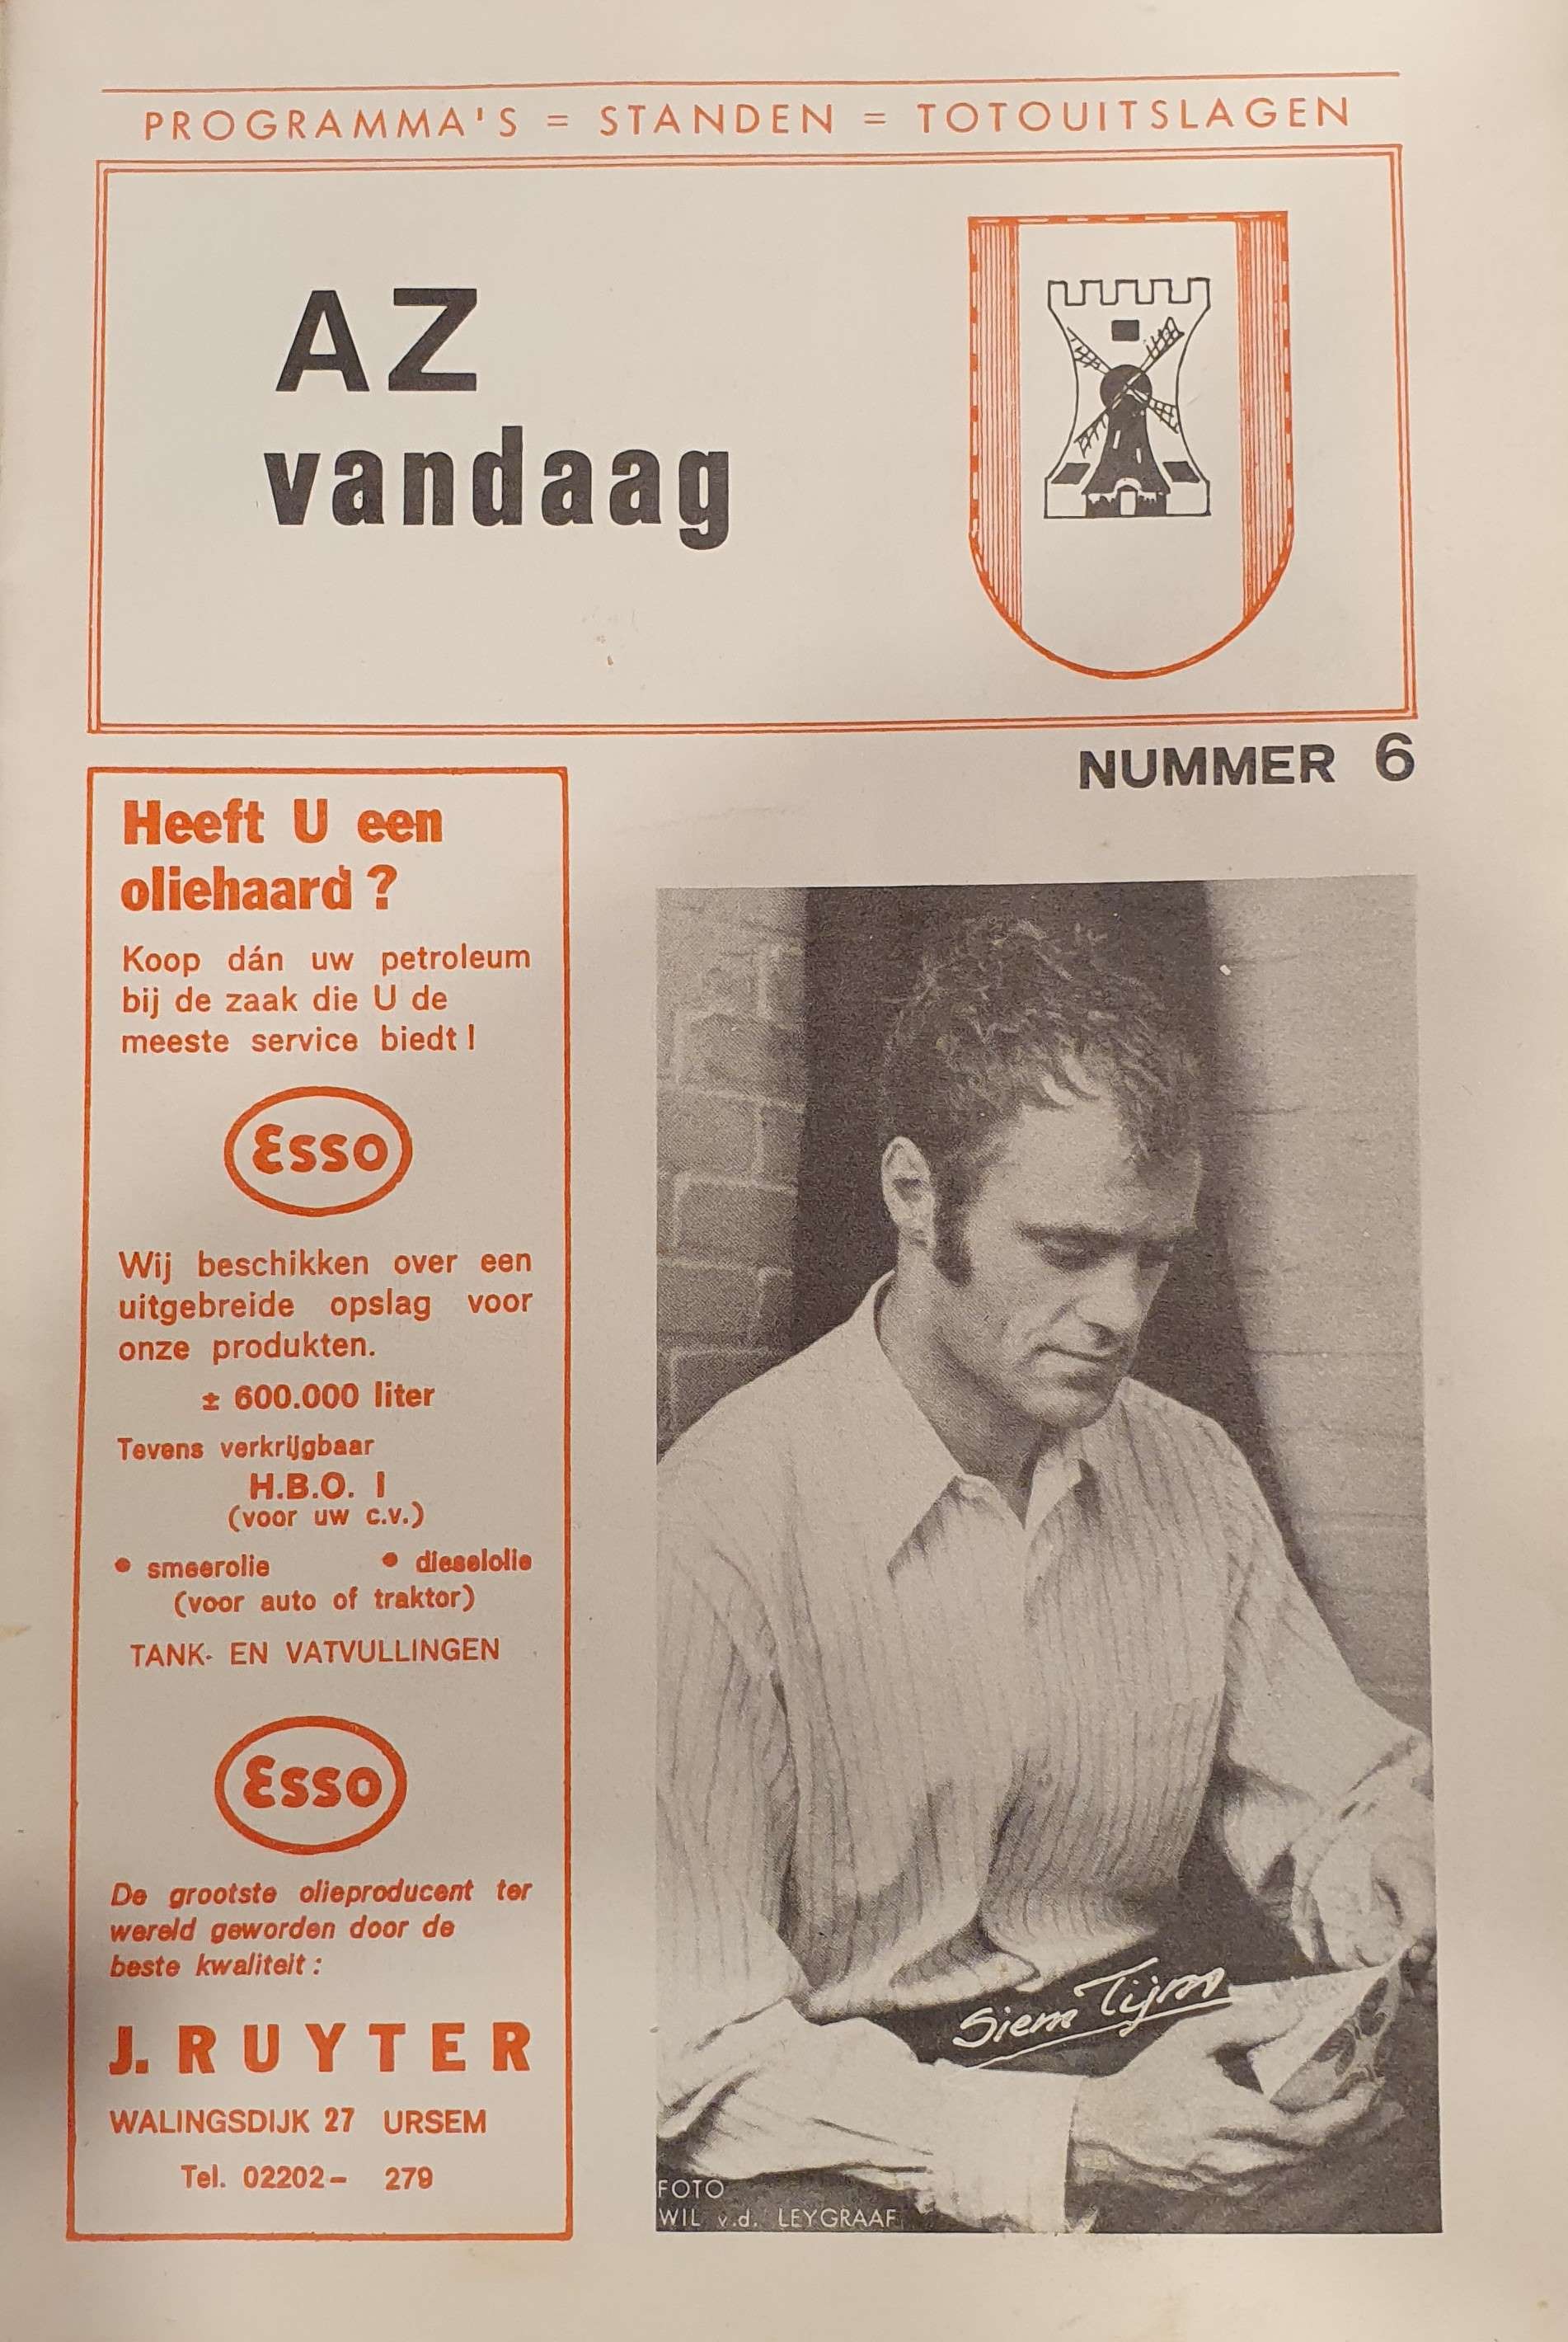 PROGRAMMA'S = STANDEN = TOTOUITSLAGEN
AZ
vandaag
NUMMER 6
Heeft U een
oliehaard ?
Koop dán uw petroleum
bij de zaak die U de
meeste service biedt !
Esso
Wij beschikken over een
uitgebreide opslag voor
onze produkten.
± 600.000 liter
Tevens verkrijgbaar
H.B.O. I
(voor uw c.v.)
• smeerolie • dieselolie
(voor auto of traktor)
TANK- EN VATVULLINGEN
Esso
De grootste olieproducent ter
wereld geworden door de
beste kwaliteit :
J. RUYTER
WALINGSDIJK 27 URSEM
Tel. 02202- 279
Siem Tijm
FOTO
WIL v.d. LEYGRAAF